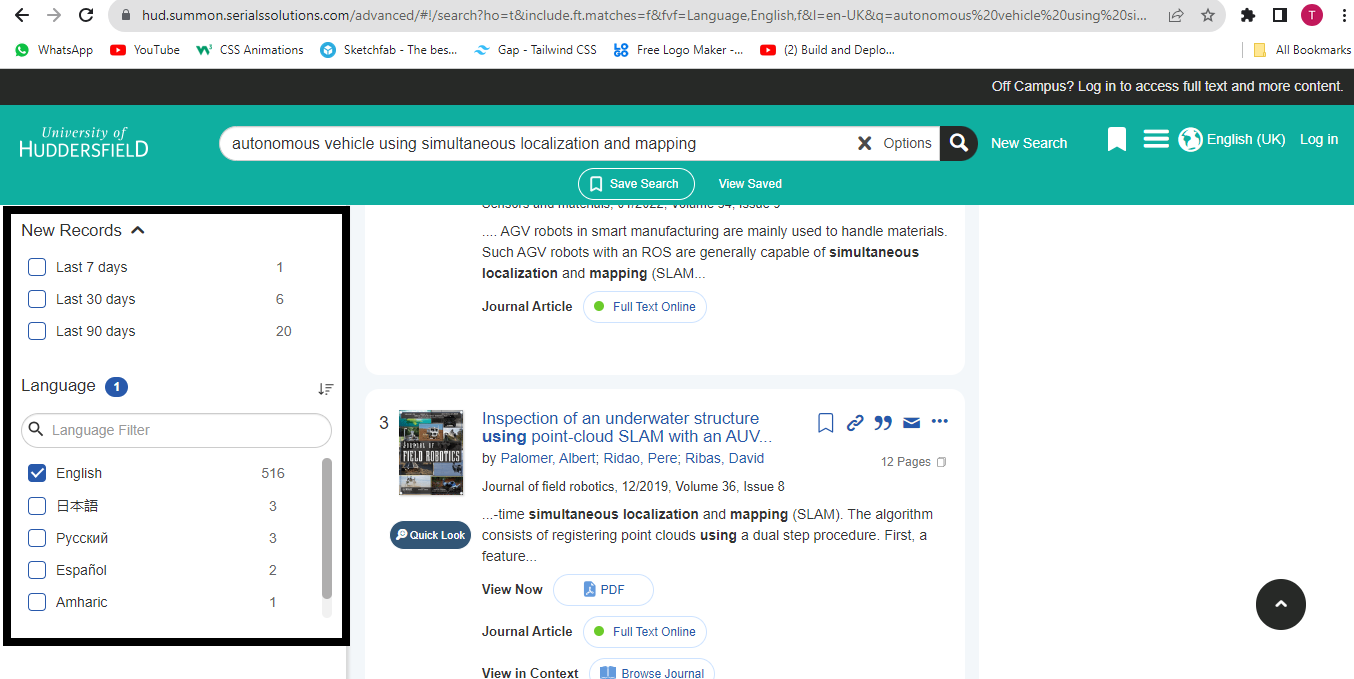 hud.summon.serialssolutions.com/advanced/#!/search?ho=t&include.ft.matches=f&fvf=Language,English,f&l=en-UK&q=autonomous%20vehicle%20using%20si...
T
WhatsApp YouTube CSS Animations Sketchfab - The bes... Gap - Tailwind CSS Free Logo Maker -... (2) Build and Deplo... All Bookmarks
Off Campus? Log in to access full text and more content.
University of
HUDDERSFIELD
autonomous vehicle using simultaneous localization and mapping
Options
New Search
English (UK)
Log in
Save Search
View Saved
New Records
Last 7 days 1
Last 30 days 6
Last 90 days 20
Language 1
Language Filter
English 516
日本語 3
Русский 3
Español 2
Amharic 1
Sensors and materials, 01/2022, Volume 34, Issue 9
.... AGV robots in smart manufacturing are mainly used to handle materials.
Such AGV robots with an ROS are generally capable of simultaneous
localization and mapping (SLAM...
Journal Article Full Text Online
3
JOURNAL OF
FIELD ROBOTICS
Quick Look
Inspection of an underwater structure
using point-cloud SLAM with an AUV...
by Palomer, Albert; Ridao, Pere; Ribas, David
12 Pages
Journal of field robotics, 12/2019, Volume 36, Issue 8
...-time simultaneous localization and mapping (SLAM). The algorithm
consists of registering point clouds using a dual step procedure. First, a
feature...
View Now PDF
Journal Article Full Text Online
View in Context Browse Journal